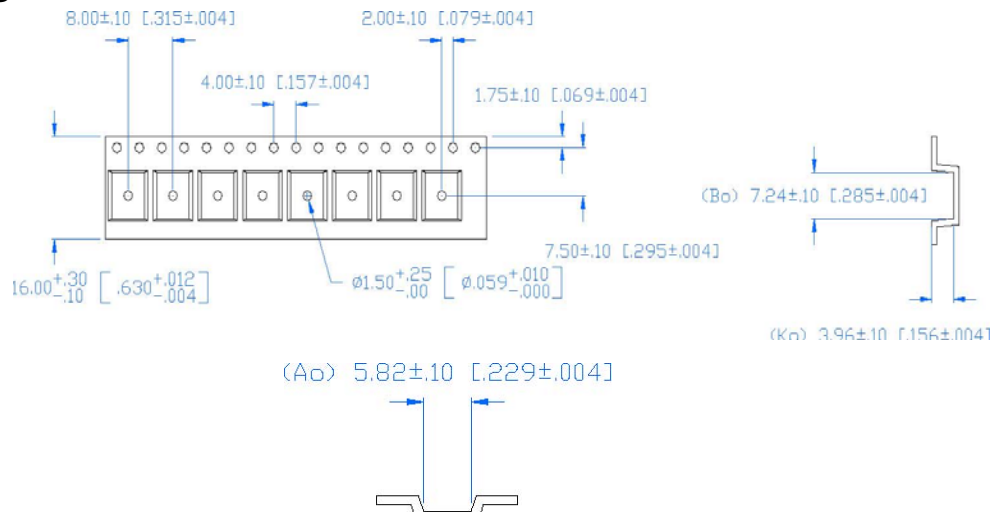 8.00±.10 [.315±.004]
2.00±.10 [.079±.004]
4.00±.10 [.157±.004]
1.75±.10 [.069±.004]
(Bo) 7.24±.10 [.285±.004]
7.50±.10 [.295±.004]
16.00+.30-.10 [.630+.012-.004]
ø1.50+.25-.00 [ø.059+.010-.000]
(Ko) 3.96±.10 [.156±.004]
(Ao) 5.82±.10 [.229±.004]